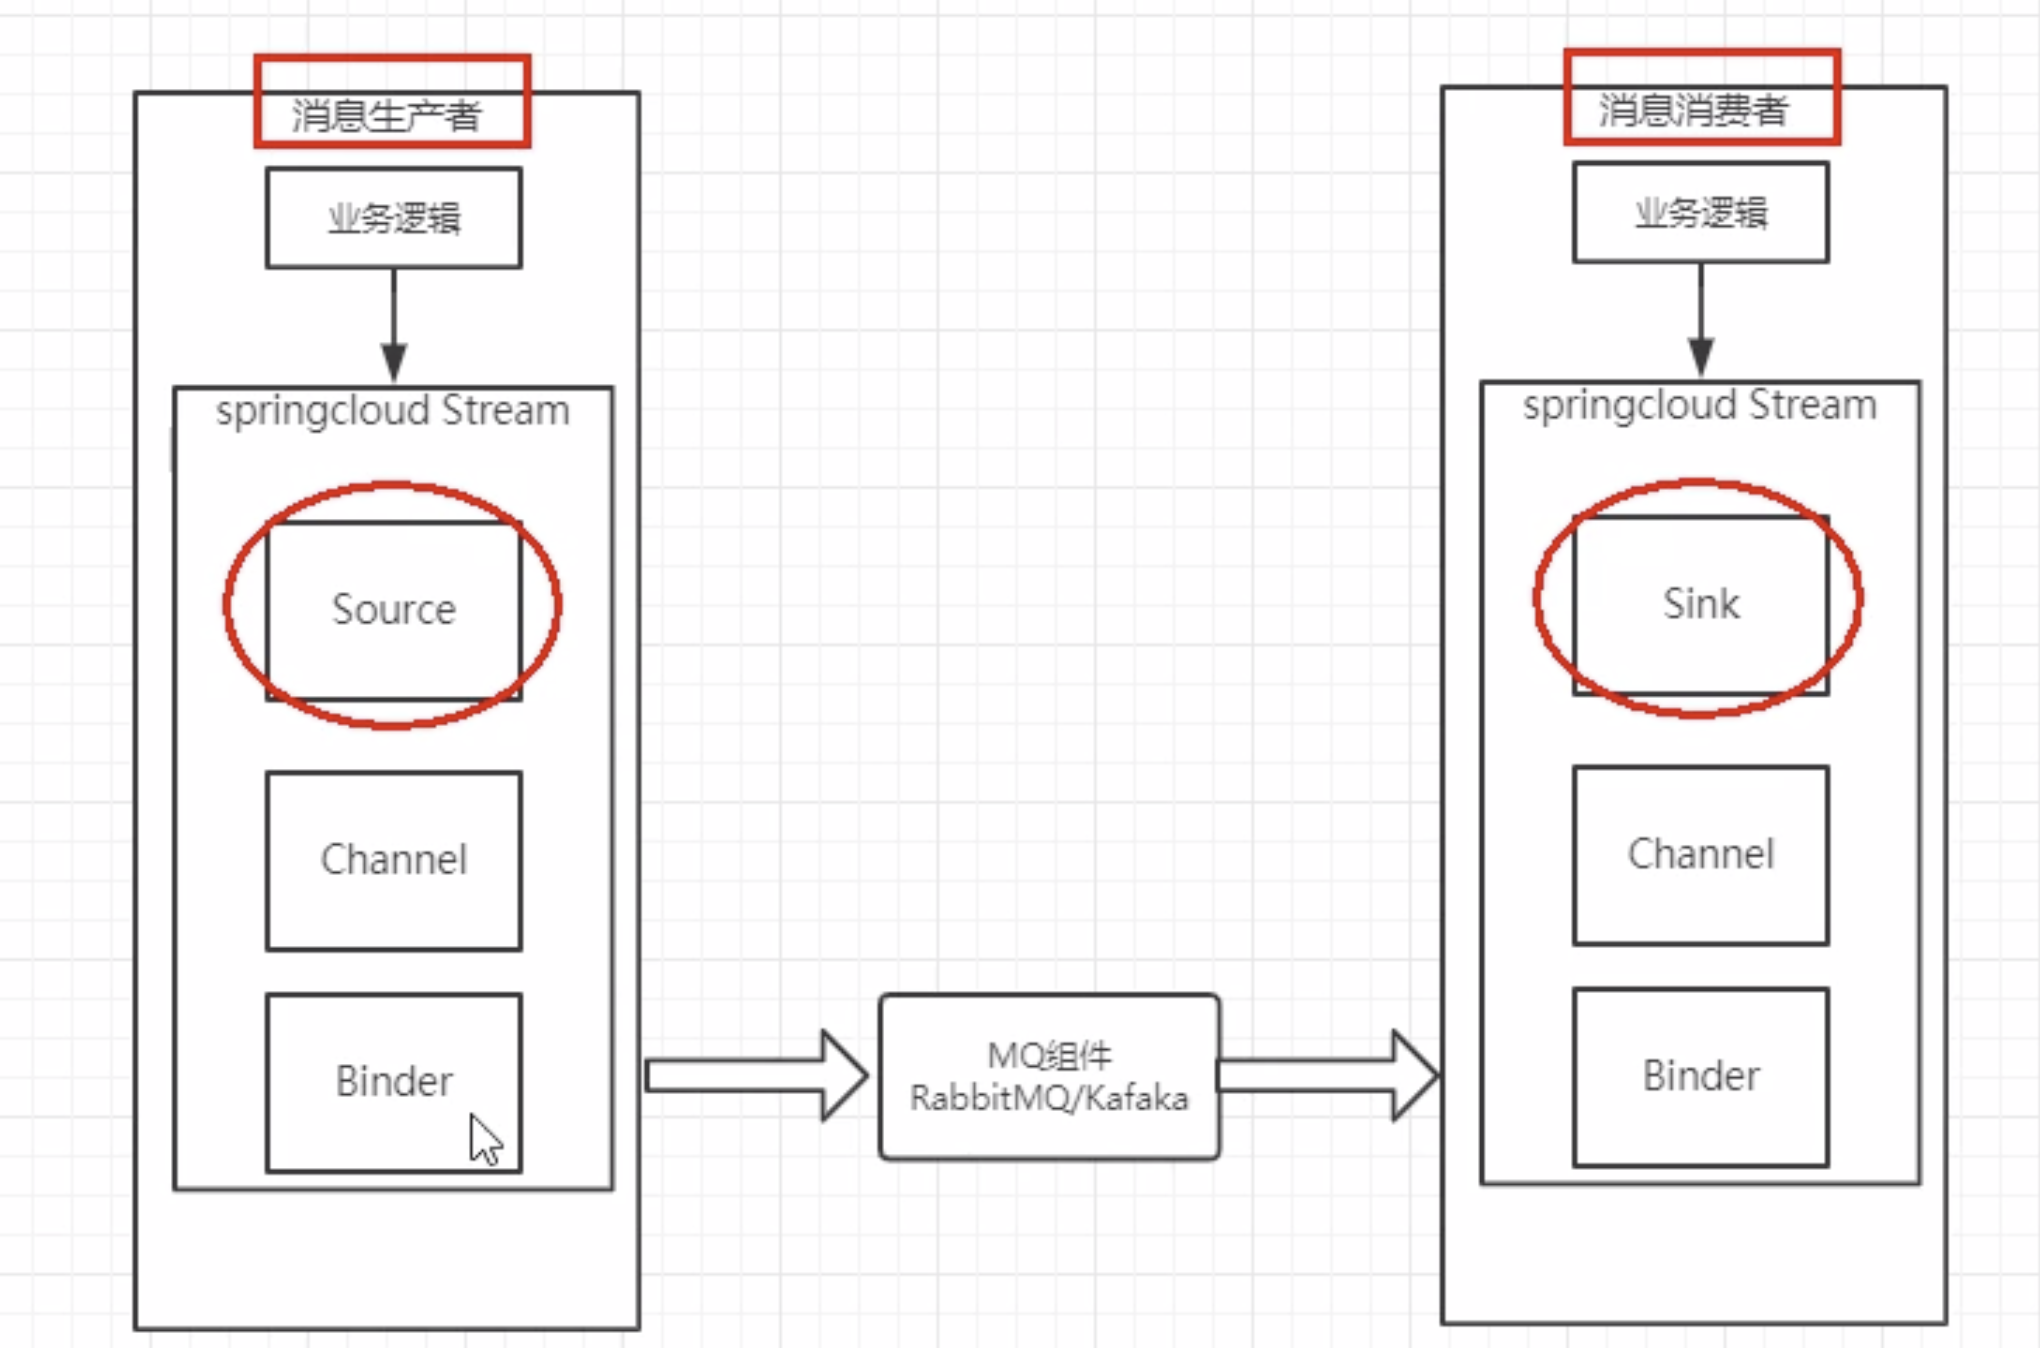 消息生产者
业务逻辑
springcloud Stream
Source
Channel
Binder
MQ组件
RabbitMQ/Kafaka
消息消费者
业务逻辑
springcloud Stream
Sink
Channel
Binder